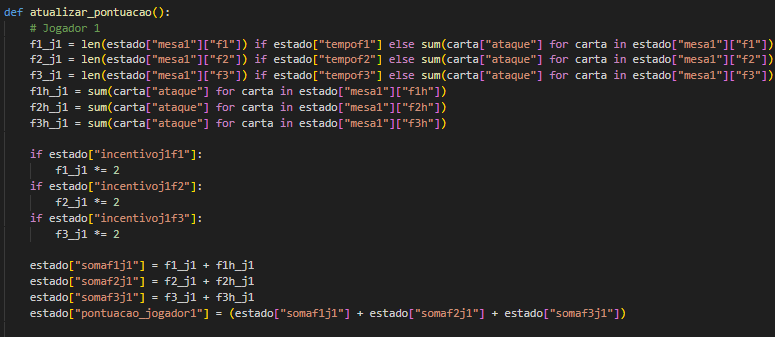 def atualizar_pontuacao():
# Jogador 1
f1_j1 = len(estado["mesa1"]["f1"]) if estado["tempof1"] else sum(carta["ataque"] for carta in estado["mesa1"]["f1"])
f2_j1 = len(estado["mesa1"]["f2"]) if estado["tempof2"] else sum(carta["ataque"] for carta in estado["mesa1"]["f2"])
f3_j1 = len(estado["mesa1"]["f3"]) if estado["tempof3"] else sum(carta["ataque"] for carta in estado["mesa1"]["f3"])
f1h_j1 = sum(carta["ataque"] for carta in estado["mesa1"]["f1h"])
f2h_j1 = sum(carta["ataque"] for carta in estado["mesa1"]["f2h"])
f3h_j1 = sum(carta["ataque"] for carta in estado["mesa1"]["f3h"])
if estado["incentivoj1f1"]:
f1_j1 *= 2
if estado["incentivoj1f2"]:
f2_j1 *= 2
if estado["incentivoj1f3"]:
f3_j1 *= 2
estado["somaf1j1"] = f1_j1 + f1h_j1
estado["somaf2j1"] = f2_j1 + f2h_j1
estado["somaf3j1"] = f3_j1 + f3h_j1
estado["pontuacao_jogador1"] = (estado["somaf1j1"] + estado["somaf2j1"] + estado["somaf3j1"])